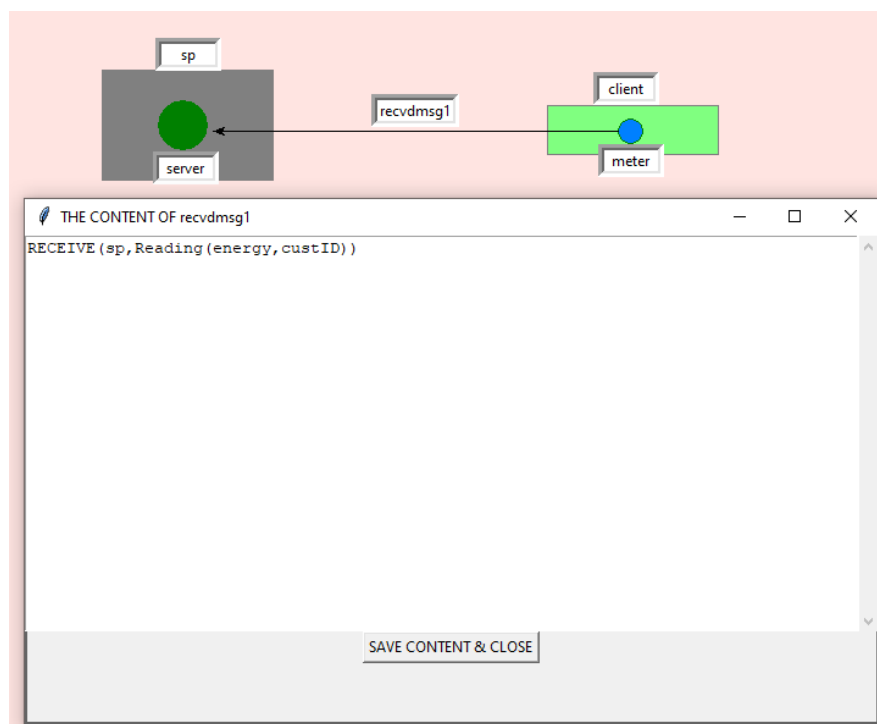 sp
client
recvdmsg1
server
meter
THE CONTENT OF recvdmsg1
RECEIVE(sp,Reading(energy,custID))
SAVE CONTENT & CLOSE